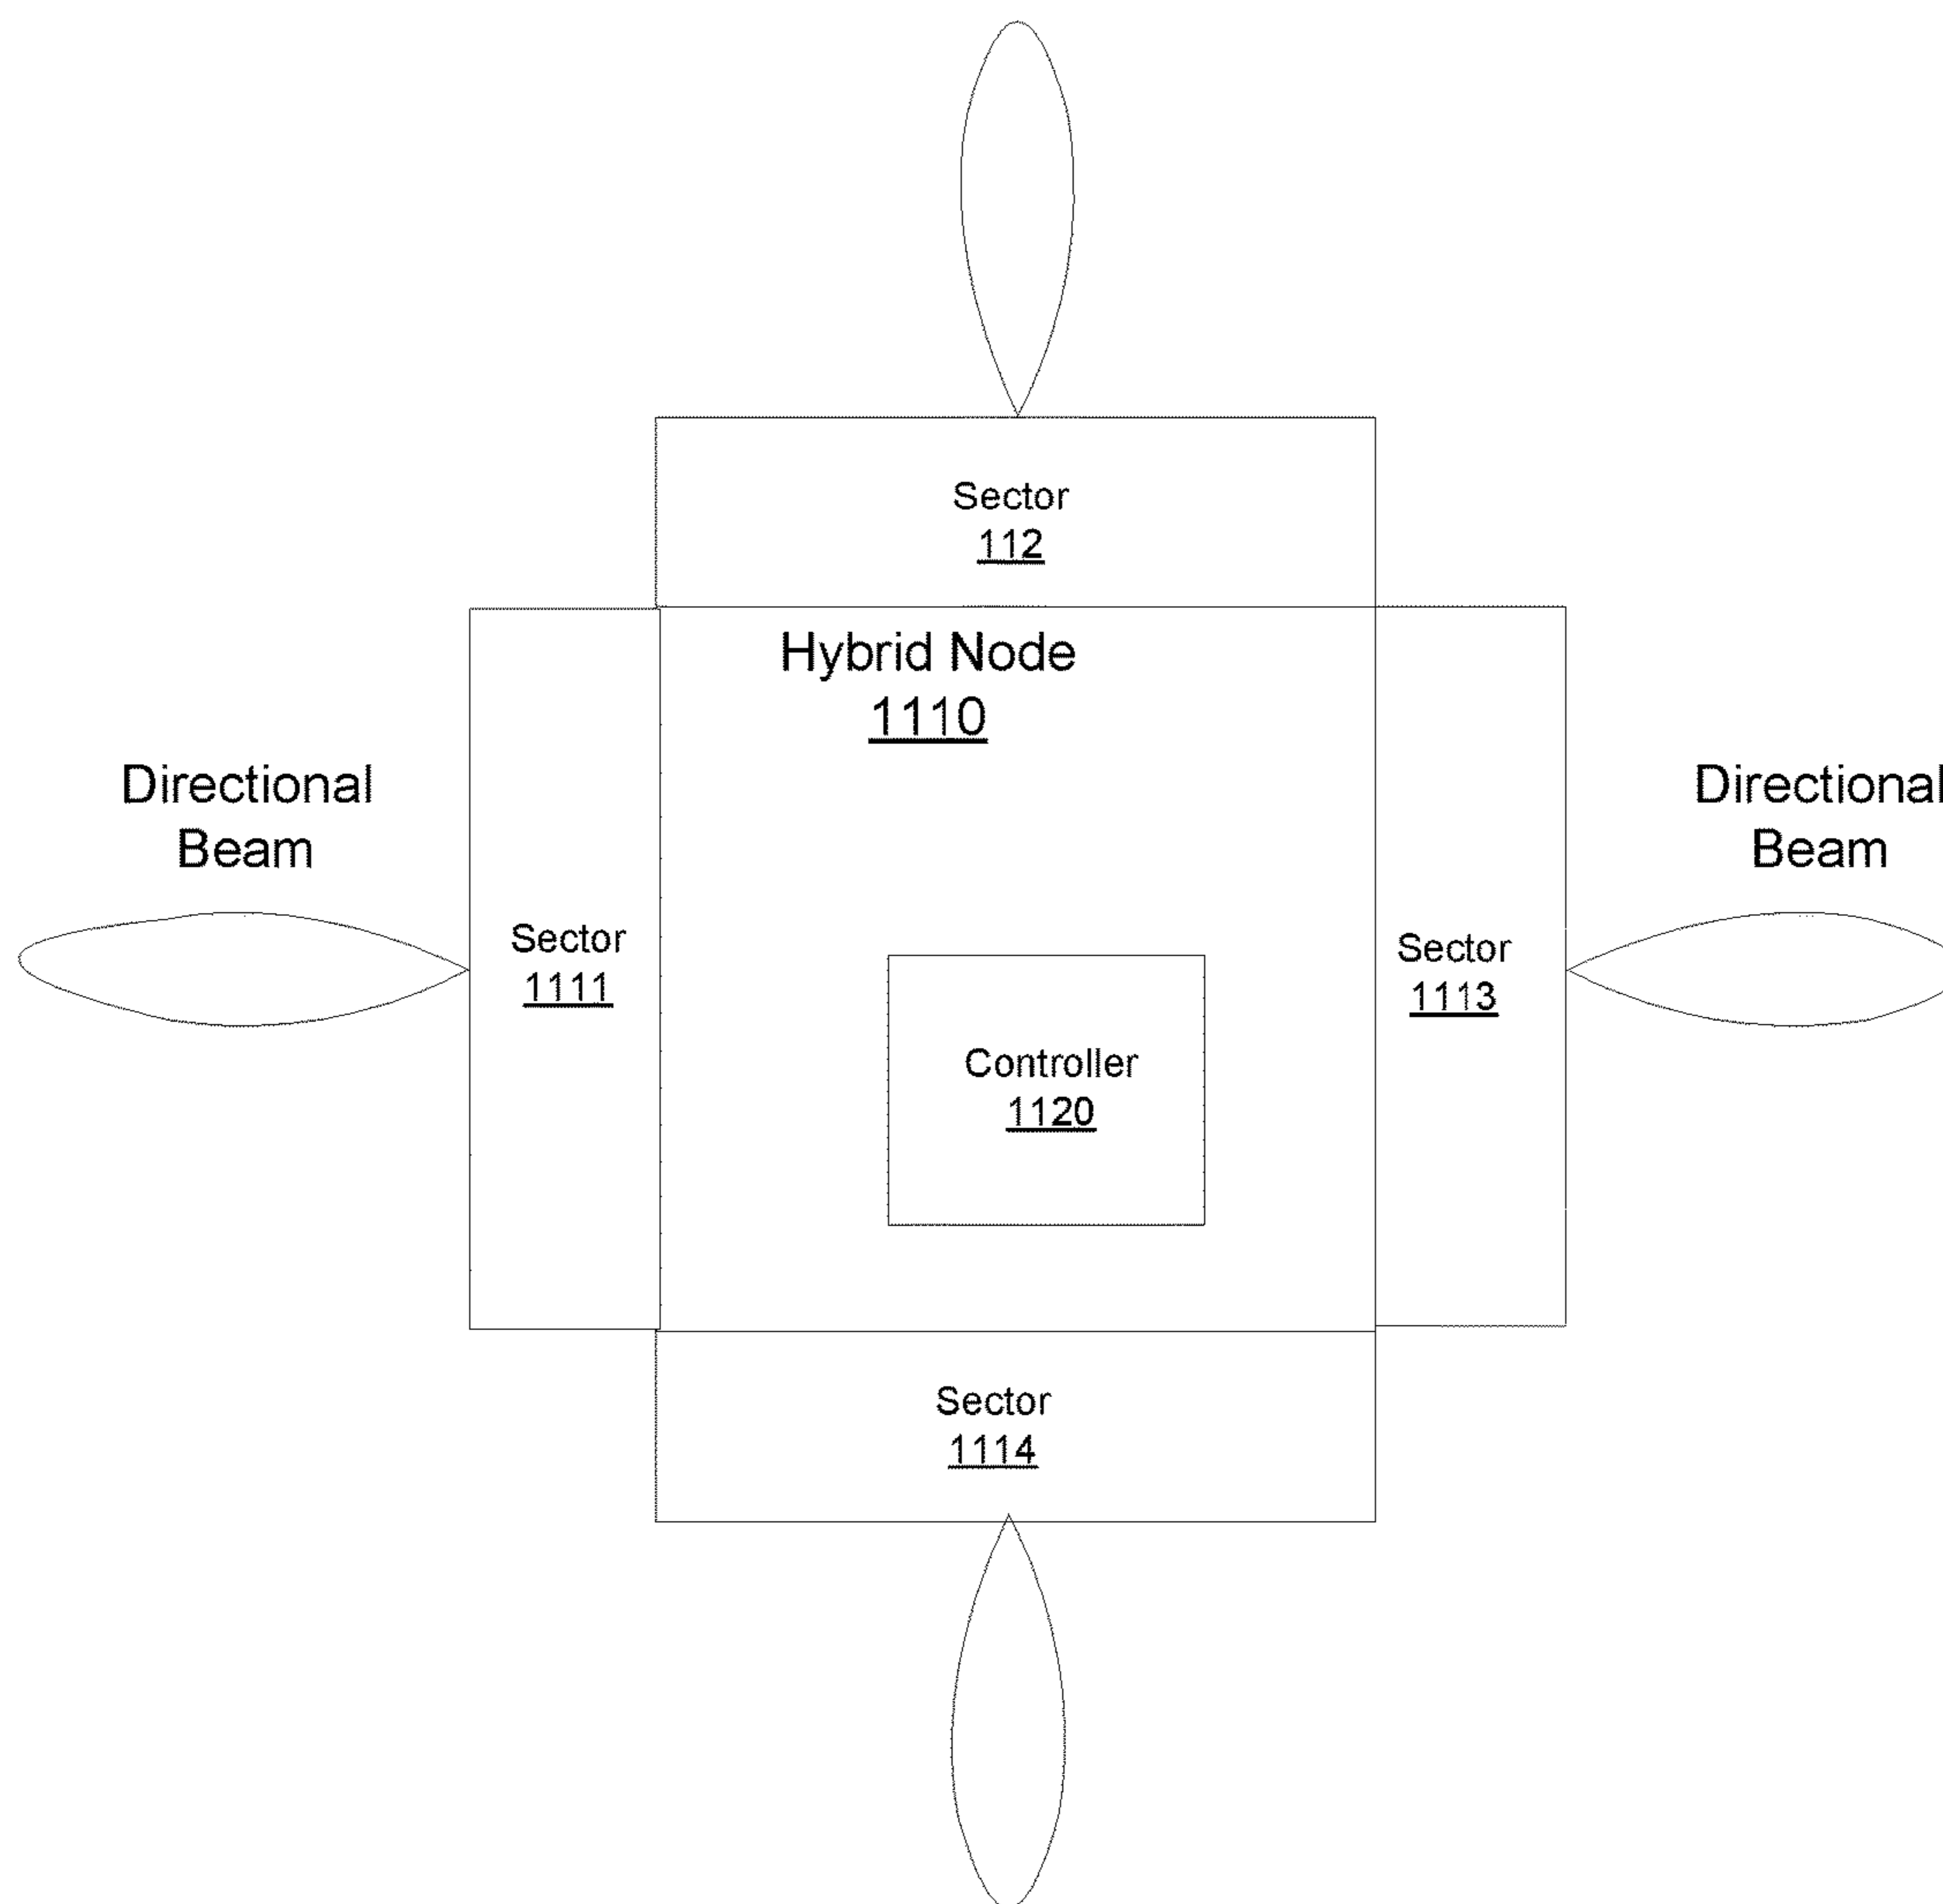 Sector
112
Hybrid Node
1110
Directional
Beam
Directional
Beam
Sector
1111
Sector
1113
Controller
1120
Sector
1114